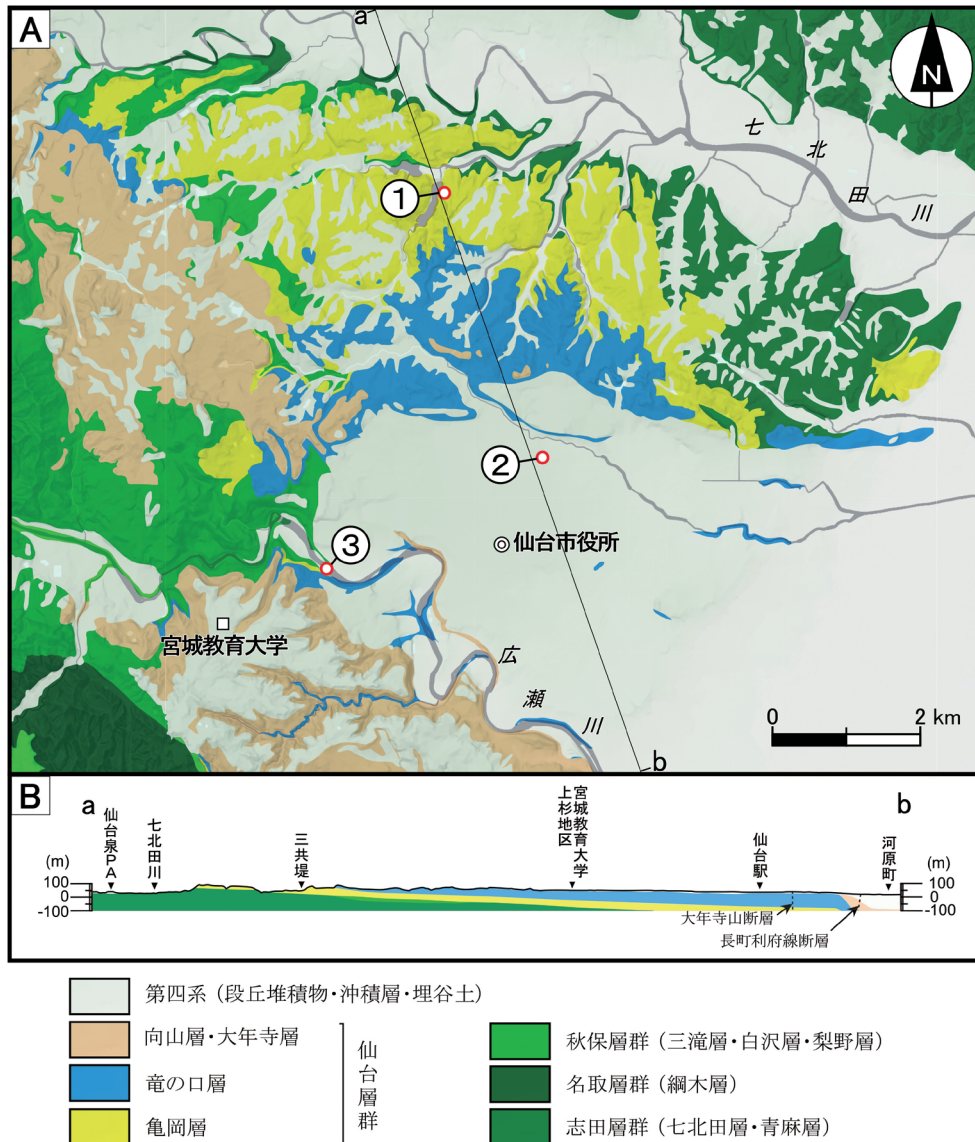 A
a
N
七北田川
①
②
◎仙台市役所
③
宮城教育大学
広瀬川
0 2 km
b
B
a
b
仙台泉PA
七北田川
三共堤
宮城教育大学
上杉地区
仙台駅
河原町
(m)
100
0
-100
(m)
100
0
-100
大年寺山断層
長町利府線断層
第四系（段丘堆積物・沖積層・埋谷土）
向山層・大年寺層
竜の口層
亀岡層
仙台層群
秋保層群（三滝層・白沢層・梨野層）
名取層群（綱木層）
志田層群（七北田層・青麻層）